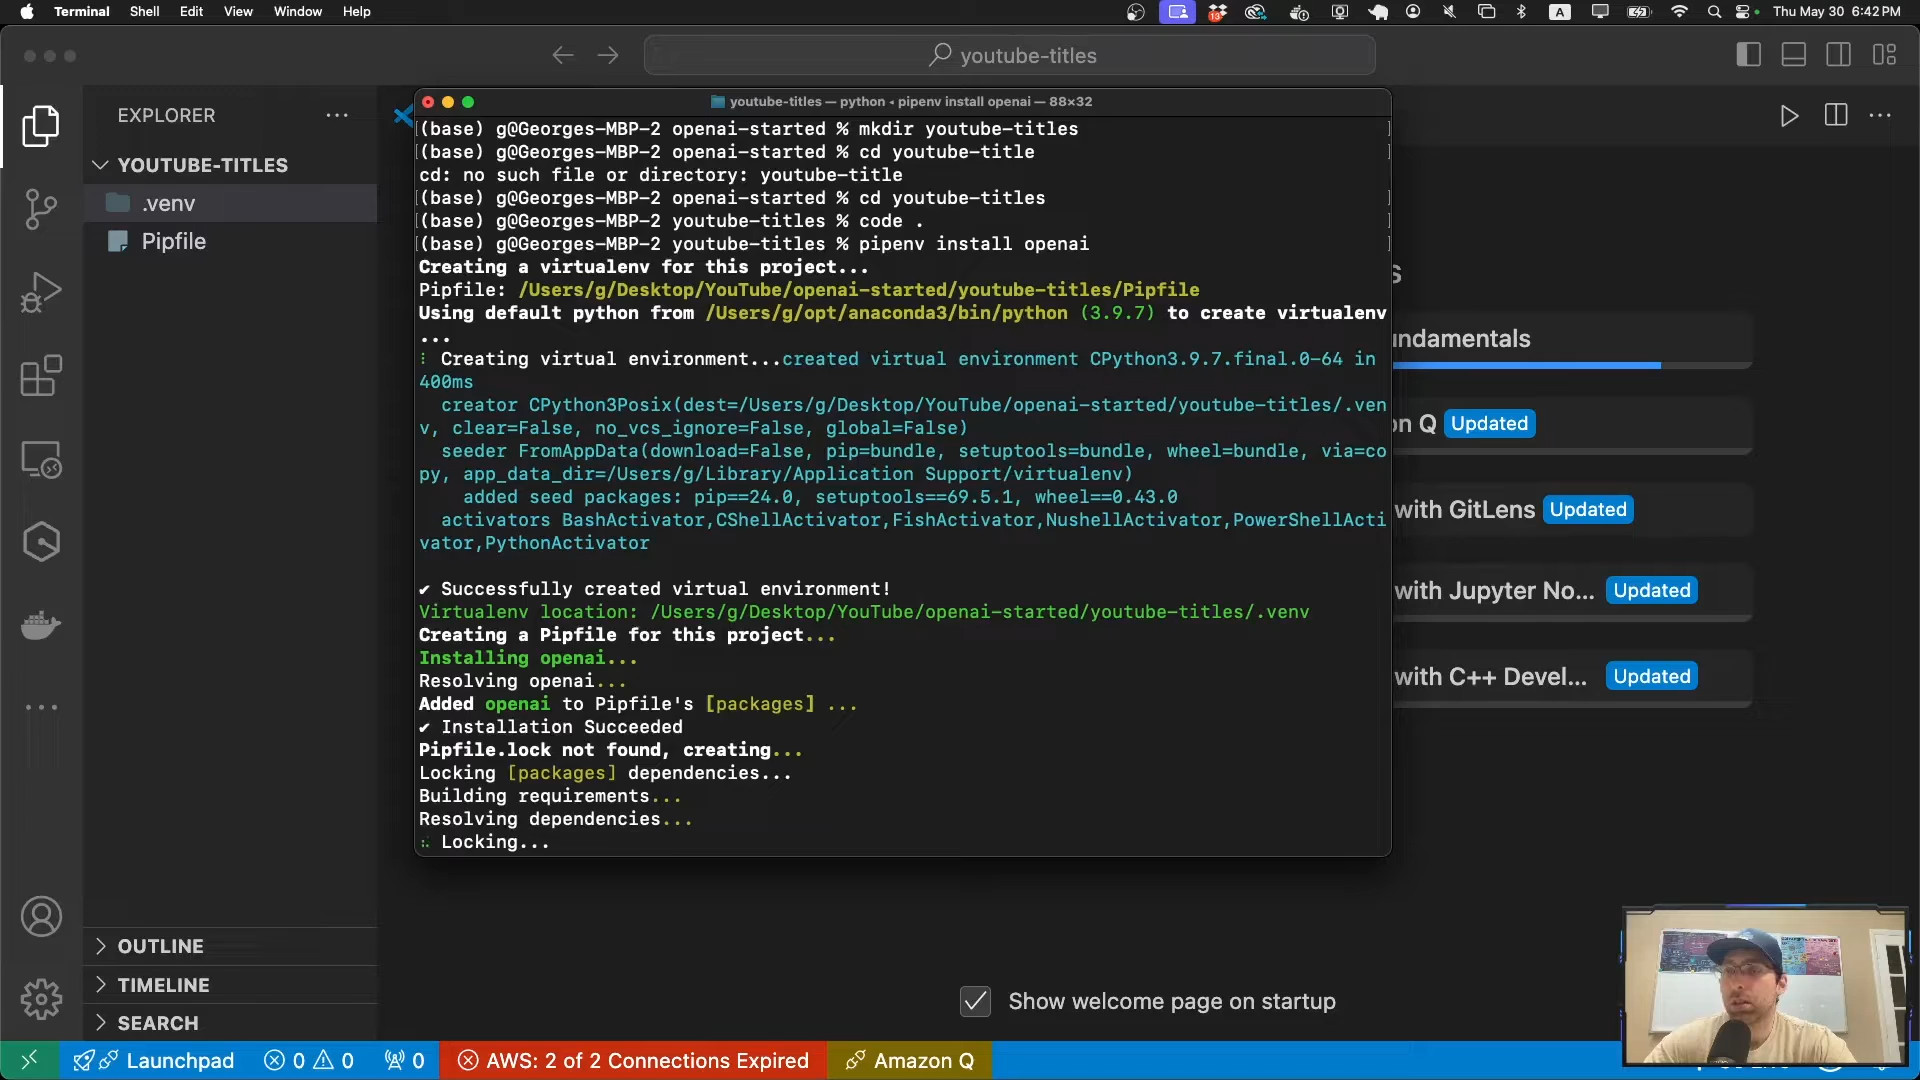 Terminal Shell Edit View Window Help
13
A
Thu May 30 6:42 PM
youtube-titles
EXPLORER
YOUTUBE-TITLES
.venv
Pipfile
youtube-titles — python ◂ pipenv install openai — 88×32
[(base) g@Georges-MBP-2 openai-started % mkdir youtube-titles ]
[(base) g@Georges-MBP-2 openai-started % cd youtube-title ]
cd: no such file or directory: youtube-title
[(base) g@Georges-MBP-2 openai-started % cd youtube-titles ]
[(base) g@Georges-MBP-2 youtube-titles % code . ]
[(base) g@Georges-MBP-2 youtube-titles % pipenv install openai ]
Creating a virtualenv for this project...
Pipfile: /Users/g/Desktop/YouTube/openai-started/youtube-titles/Pipfile
Using default python from /Users/g/opt/anaconda3/bin/python (3.9.7) to create virtualenv
...
⠇ Creating virtual environment...created virtual environment CPython3.9.7.final.0-64 in
400ms
creator CPython3Posix(dest=/Users/g/Desktop/YouTube/openai-started/youtube-titles/.ven
v, clear=False, no_vcs_ignore=False, global=False)
seeder FromAppData(download=False, pip=bundle, setuptools=bundle, wheel=bundle, via=co
py, app_data_dir=/Users/g/Library/Application Support/virtualenv)
added seed packages: pip==24.0, setuptools==69.5.1, wheel==0.43.0
activators BashActivator,CShellActivator,FishActivator,NushellActivator,PowerShellActi
vator,PythonActivator
✔ Successfully created virtual environment!
Virtualenv location: /Users/g/Desktop/YouTube/openai-started/youtube-titles/.venv
Creating a Pipfile for this project...
Installing openai...
Resolving openai...
Added openai to Pipfile's [packages] ...
✔ Installation Succeeded
Pipfile.lock not found, creating...
Locking [packages] dependencies...
Building requirements...
Resolving dependencies...
Locking...
s
undamentals
on Q Updated
with GitLens Updated
with Jupyter No... Updated
with C++ Devel... Updated
Show welcome page on startup
OUTLINE
TIMELINE
SEARCH
Launchpad 0 0 0 AWS: 2 of 2 Connections Expired Amazon Q